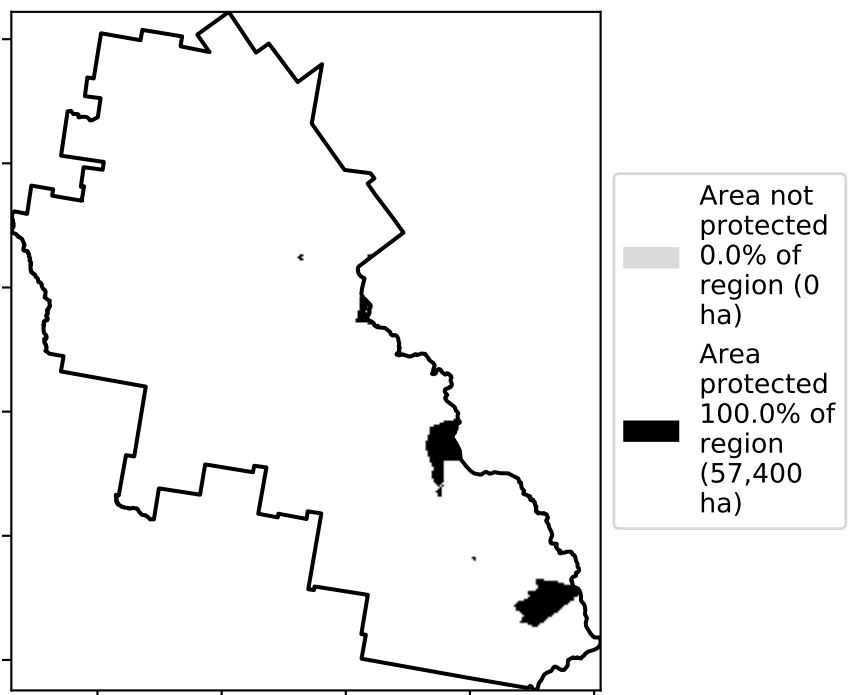 Area not
protected
0.0% of
region (0
ha)
Area
protected
100.0% of
region
(57,400
ha)